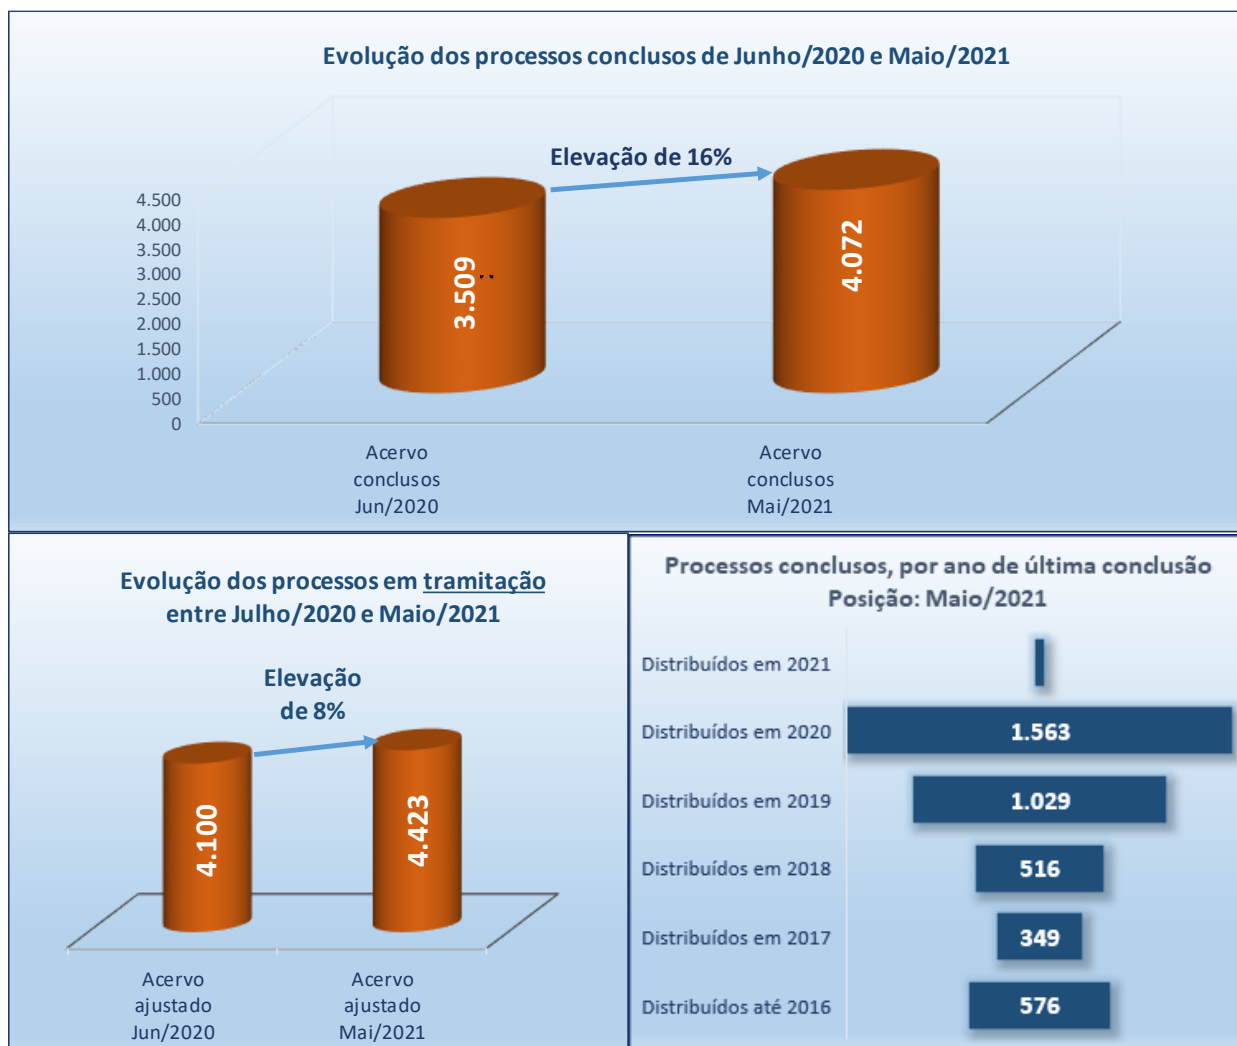 Evolução dos processos conclusos de Junho/2020 e Maio/2021
Elevação de 16%
4.500
4.000
3.500
3.000
2.500
2.000
1.500
1.000
500
0
3.509
4.072
Acervo
conclusos
Jun/2020
Acervo
conclusos
Mai/2021
Evolução dos processos em tramitação
entre Julho/2020 e Maio/2021
Elevação
de 8%
4.100
4.423
Acervo
ajustado
Jun/2020
Acervo
ajustado
Mai/2021
Processos conclusos, por ano de última conclusão
Posição: Maio/2021
Distribuídos em 2021
Distribuídos em 2020
1.563
Distribuídos em 2019
1.029
Distribuídos em 2018
516
Distribuídos em 2017
349
Distribuídos até 2016
576